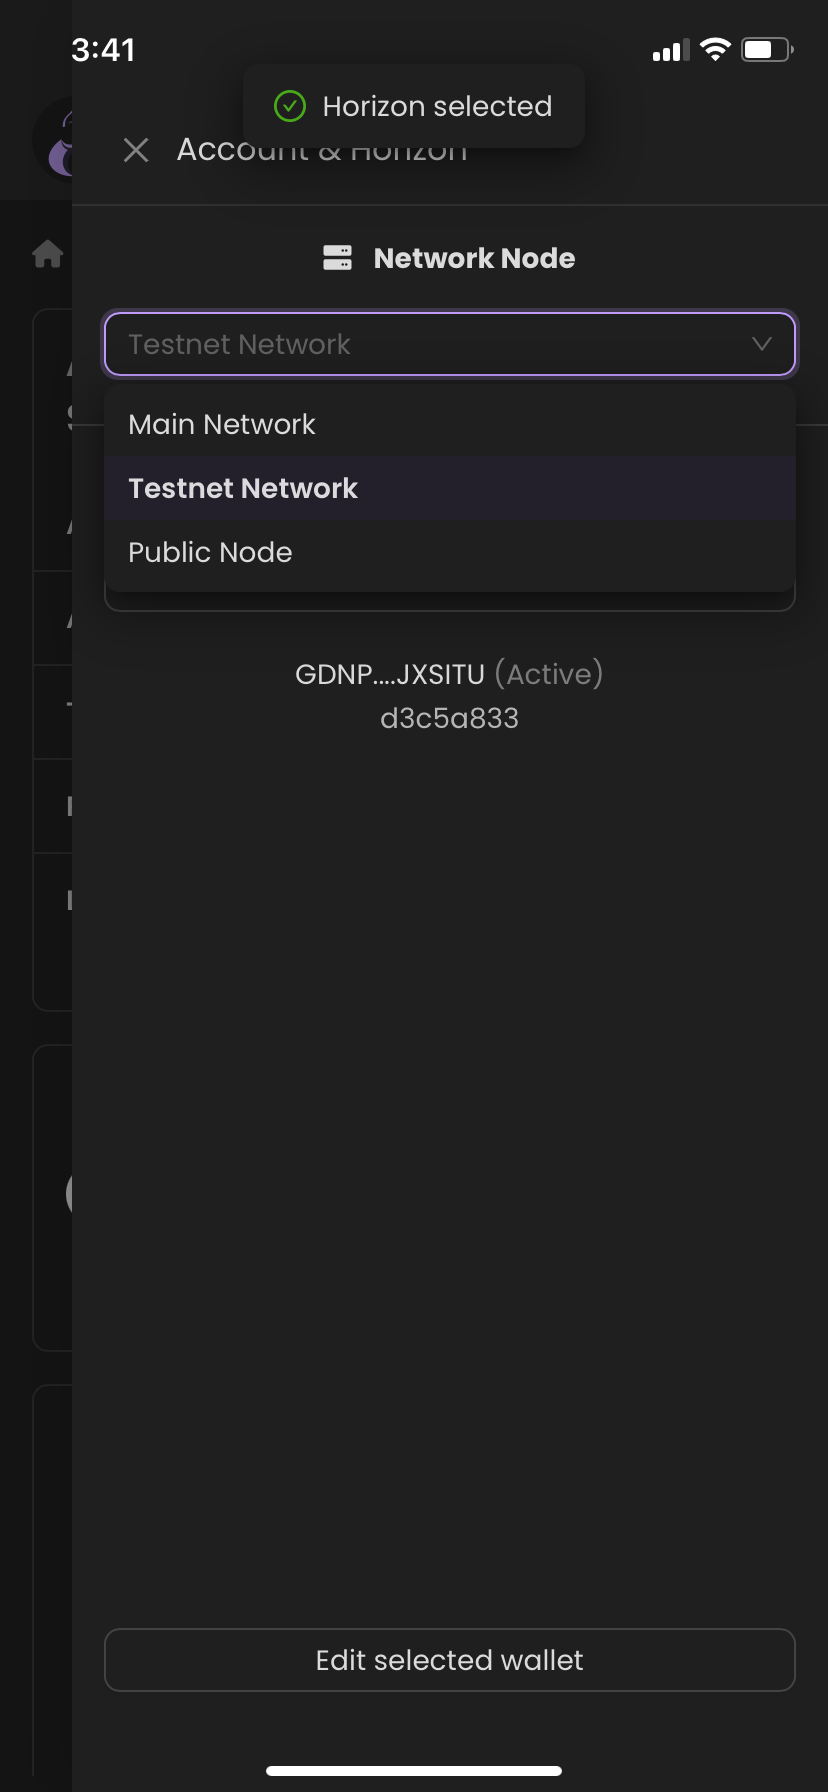 3:41
Horizon selected
Account & Horizon
Network Node
Testnet Network
Main Network
Testnet Network
Public Node
GDNP....JXSITU (Active)
d3c5a833
Edit selected wallet